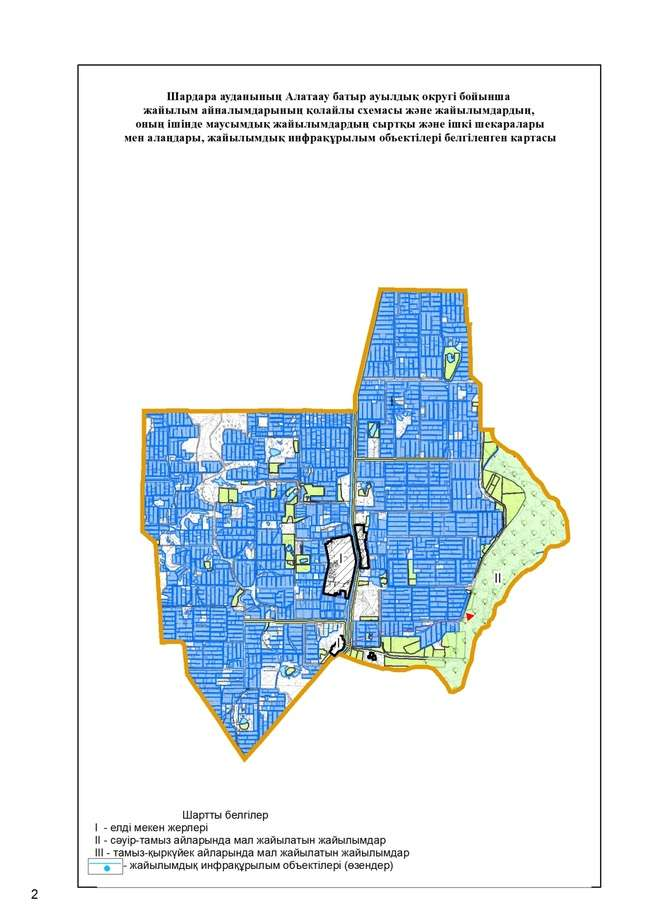 Шардара ауданының Алатаау батыр ауылдық округі бойынша
жайылым айналымдарының қолайлы схемасы және жайылымдардың,
оның ішінде маусымдық жайылымдардың сыртқы және ішкі шекаралары
мен алаңдары, жайылымдық инфрақұрылым объектілері белгіленген картасы
I
II
I
Шартты белгілер
I - елді мекен жерлері
II - сәуір-тамыз айларында мал жайылатын жайылымдар
III - тамыз-қыркүйек айларында мал жайылатын жайылымдар
- жайылымдық инфрақұрылым объектілері (өзендер)
2